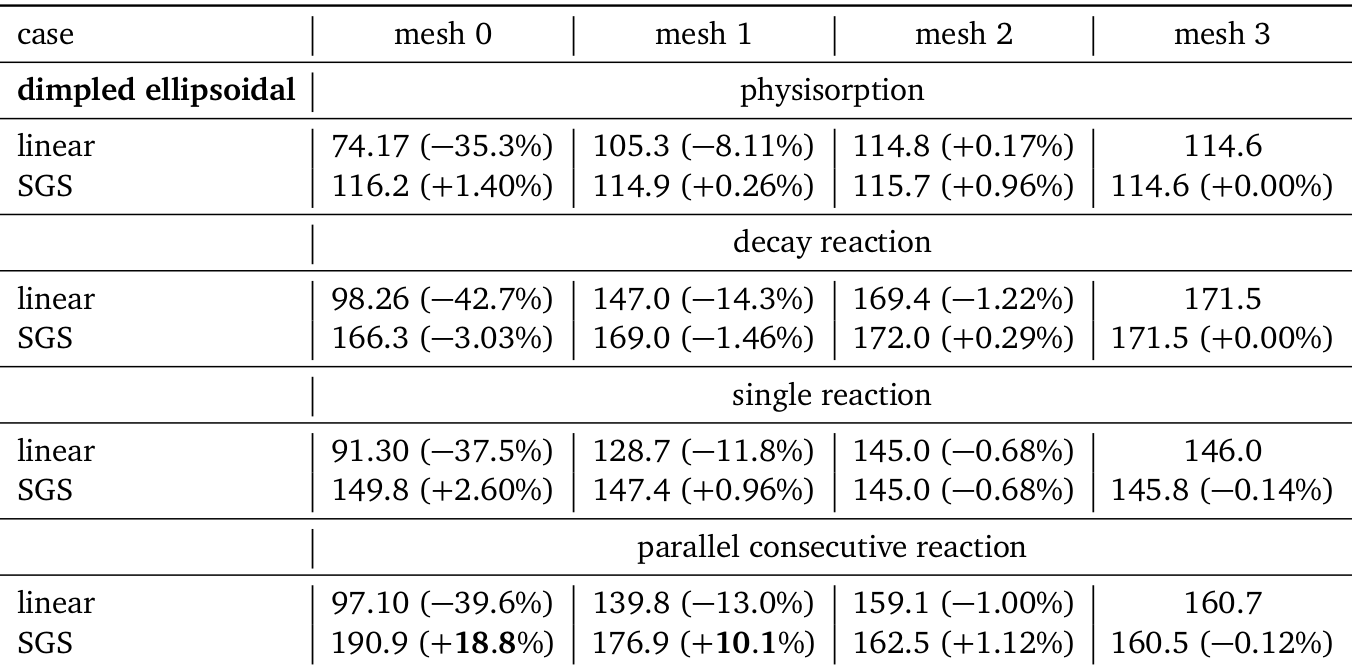 case mesh 0 mesh 1 mesh 2 mesh 3
dimpled ellipsoidal physisorption
linear 74.17 (−35.3%) 105.3 (−8.11%) 114.8 (+0.17%) 114.6
SGS 116.2 (+1.40%) 114.9 (+0.26%) 115.7 (+0.96%) 114.6 (+0.00%)
decay reaction
linear 98.26 (−42.7%) 147.0 (−14.3%) 169.4 (−1.22%) 171.5
SGS 166.3 (−3.03%) 169.0 (−1.46%) 172.0 (+0.29%) 171.5 (+0.00%)
single reaction
linear 91.30 (−37.5%) 128.7 (−11.8%) 145.0 (−0.68%) 146.0
SGS 149.8 (+2.60%) 147.4 (+0.96%) 145.0 (−0.68%) 145.8 (−0.14%)
parallel consecutive reaction
linear 97.10 (−39.6%) 139.8 (−13.0%) 159.1 (−1.00%) 160.7
SGS 190.9 (+18.8%) 176.9 (+10.1%) 162.5 (+1.12%) 160.5 (−0.12%)